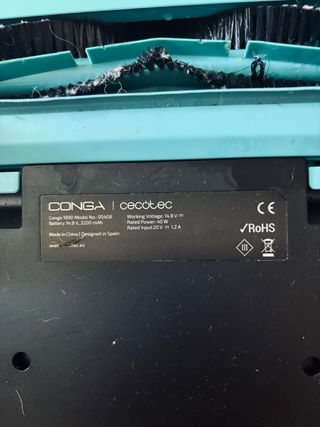 CONGA | cecotec
Conga 1890 Model No.: 05408
Battery: 14.8 V, 3200 mAh
Working Voltage: 14.8 V ⎓
Rated Power: 40 W
Rated Input: 20 V ⎓ 1.2 A
Made in China | Designed in Spain
CE
✓RoHS
III